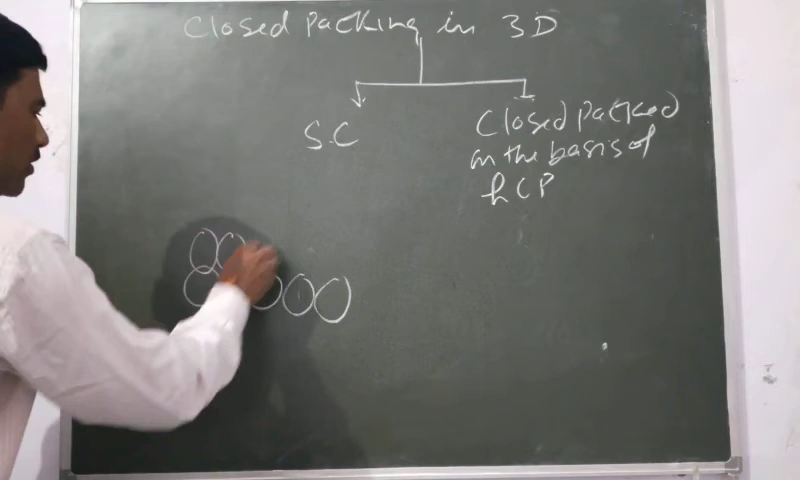 Closed Packing in 3D
S.C
Closed packed
on the basis of
hCP